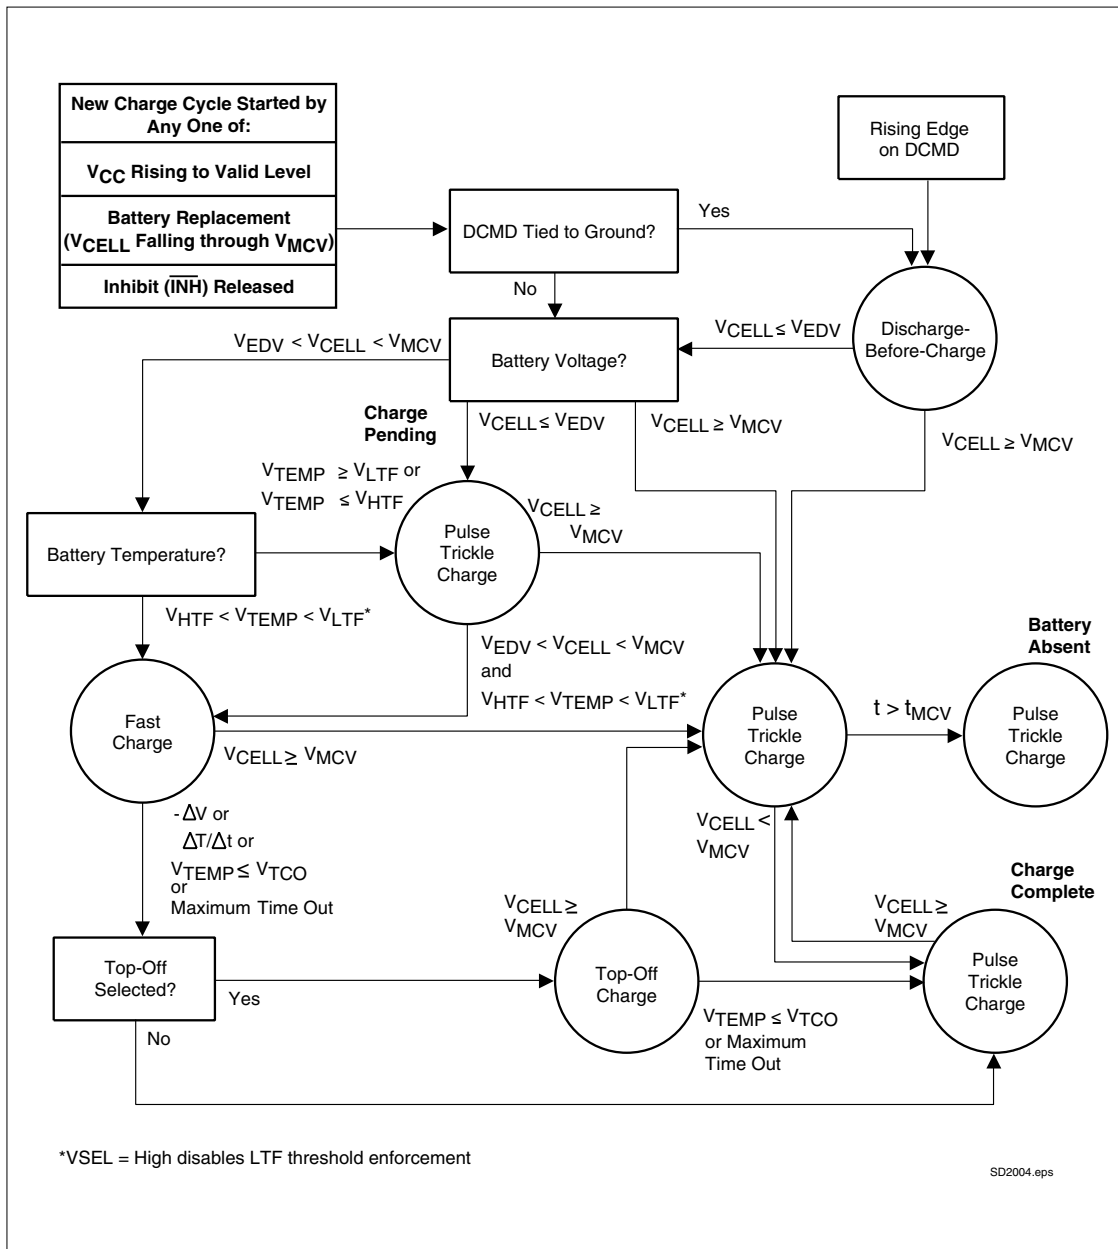 New Charge Cycle Started by
Any One of:
VCC Rising to Valid Level
Battery Replacement
(VCELL Falling through VMCV)
Inhibit (INH) Released
DCMD Tied to Ground?
Yes
No
Rising Edge
on DCMD
Discharge-
Before-Charge
VCELL ≤ VEDV
Battery Voltage?
VEDV < VCELL < VMCV
Charge
Pending
VCELL ≤ VEDV
VCELL ≥ VMCV
VCELL ≥ VMCV
VTEMP ≥ VLTF or
VTEMP ≤ VHTF
Battery Temperature?
Pulse
Trickle
Charge
VCELL ≥
VMCV
VHTF < VTEMP < VLTF*
VEDV < VCELL < VMCV
and
VHTF < VTEMP < VLTF*
Fast
Charge
VCELL ≥ VMCV
Pulse
Trickle
Charge
t > tMCV
Battery
Absent
Pulse
Trickle
Charge
-ΔV or
ΔT/Δt or
VTEMP ≤ VTCO
or
Maximum Time Out
VCELL <
VMCV
Charge
Complete
VCELL ≥
VMCV
VCELL ≥
VMCV
Top-Off
Selected?
Yes
No
Top-Off
Charge
VTEMP ≤ VTCO
or Maximum
Time Out
Pulse
Trickle
Charge
*VSEL = High disables LTF threshold enforcement
SD2004.eps